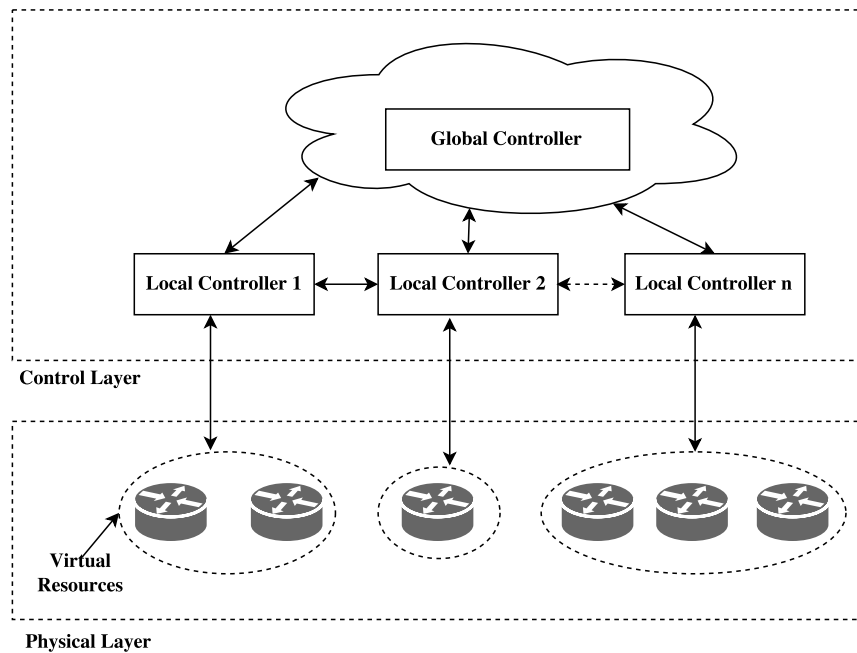 Global Controller
Local Controller 1
Local Controller 2
Local Controller n
Control Layer
Virtual
Resources
Physical Layer